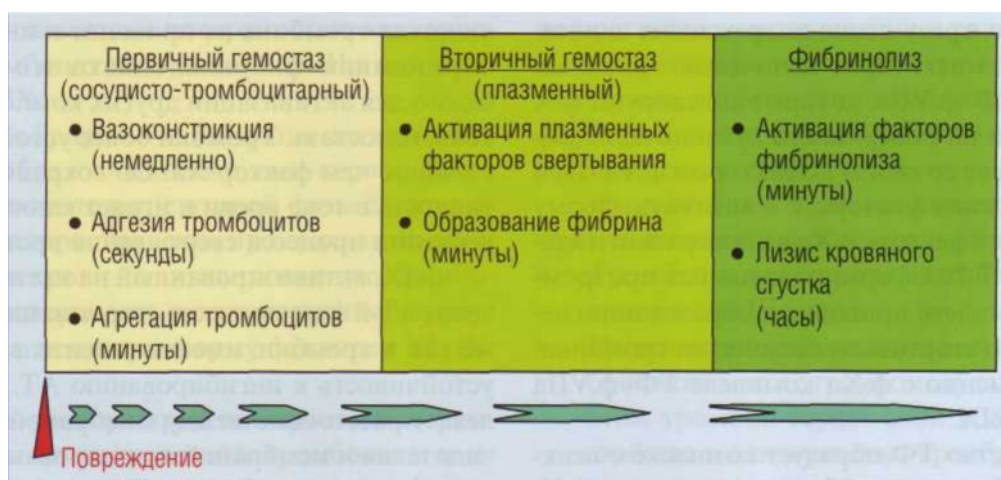 Первичный гемостаз
(сосудисто-тромбоцитарный)
• Вазоконстрикция
(немедленно)
• Адгезия тромбоцитов
(секунды)
• Агрегация тромбоцитов
(минуты)
Вторичный гемостаз
(плазменный)
• Активация плазменных
факторов свертывания
• Образование фибрина
(минуты)
Фибринолиз
• Активация факторов
фибринолиза
(минуты)
• Лизис кровяного
сгустка
(часы)
Повреждение